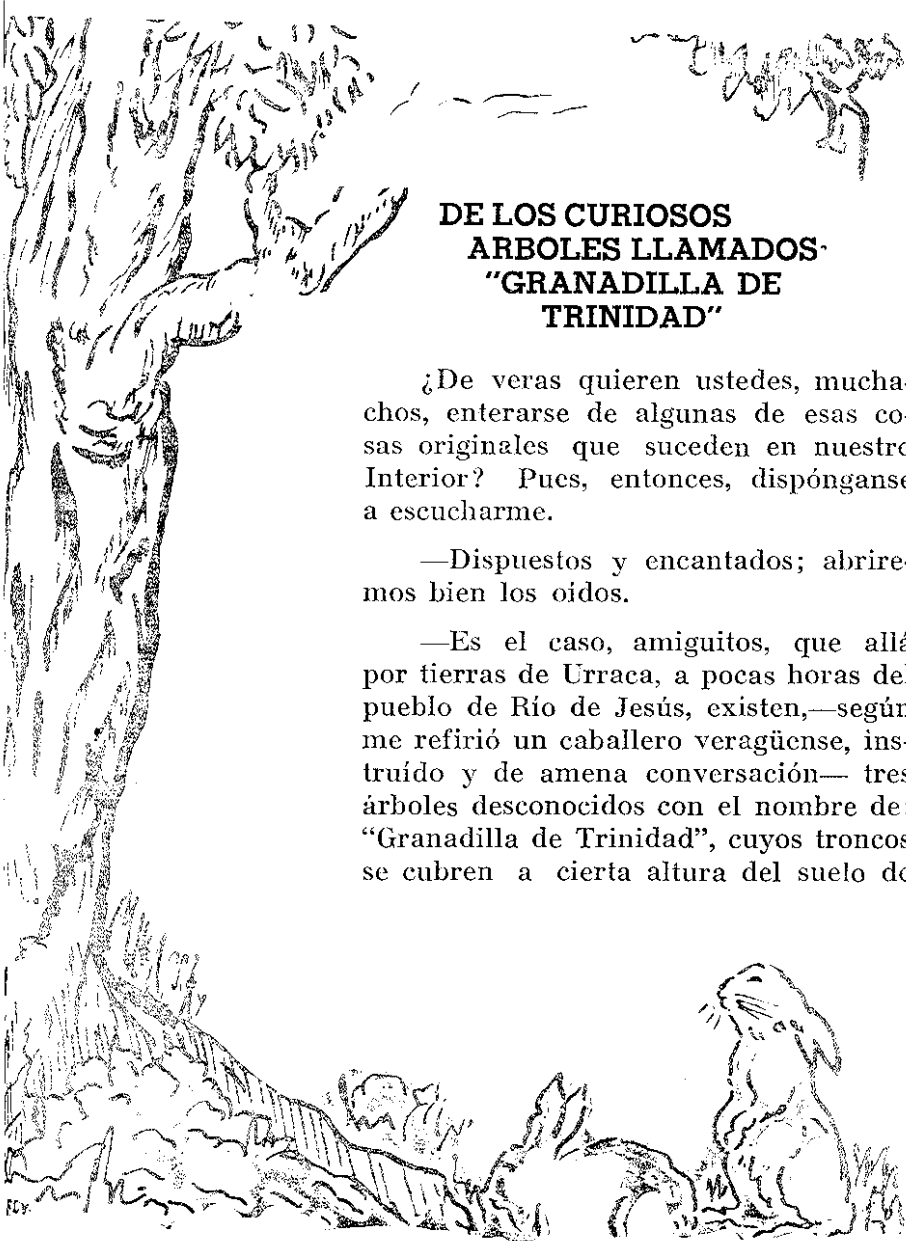 DE LOS CURIOSOS
ARBOLES LLAMADOS
"GRANADILLA DE
TRINIDAD"
¿De veras quieren ustedes, mucha-
chos, enterarse de algunas de esas co-
sas originales que suceden en nuestro
Interior? Pues, entonces, dispónganse
a escucharme.
—Dispuestos y encantados; abrire-
mos bien los oídos.
—Es el caso, amiguitos, que allá
por tierras de Urraca, a pocas horas del
pueblo de Río de Jesús, existen,—según
me refirió un caballero veragüense, ins-
truído y de amena conversación— tres
árboles desconocidos con el nombre de:
"Granadilla de Trinidad", cuyos troncos
se cubren a cierta altura del suelo de